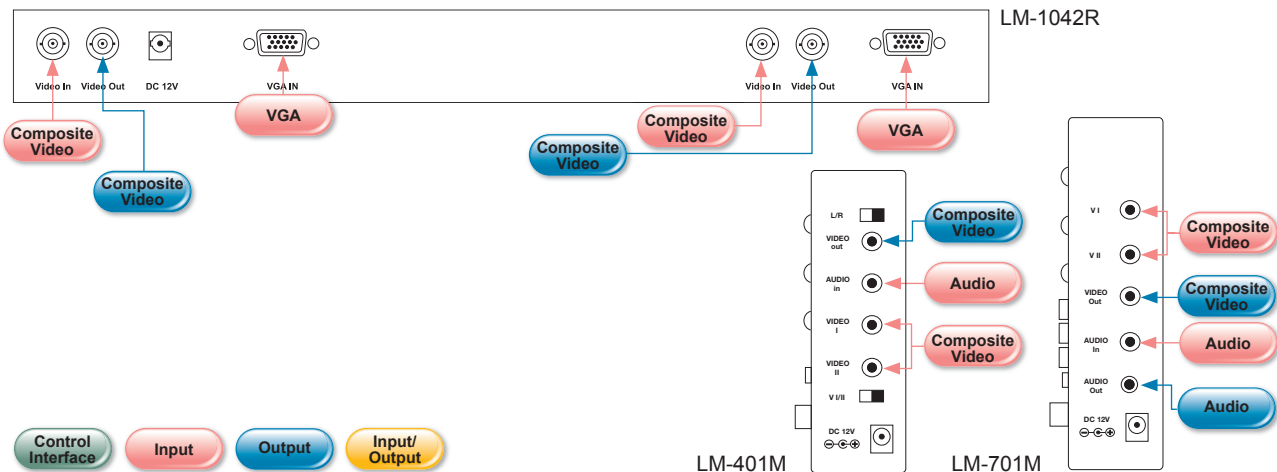 LM-1042R
Video In
Video Out
DC 12V
VGA IN
Video In
Video Out
VGA IN
Composite
Video
VGA
Composite
Video
VGA
Composite
Video
Composite
Video
L/R
VIDEO
out
AUDIO
in
VIDEO
I
VIDEO
II
V I/II
DC 12V
Composite
Video
Audio
Composite
Video
LM-401M
V I
V II
VIDEO
Out
AUDIO
In
AUDIO
Out
DC 12V
Composite
Video
Composite
Video
Audio
Audio
LM-701M
Control
Interface
Input
Output
Input/
Output